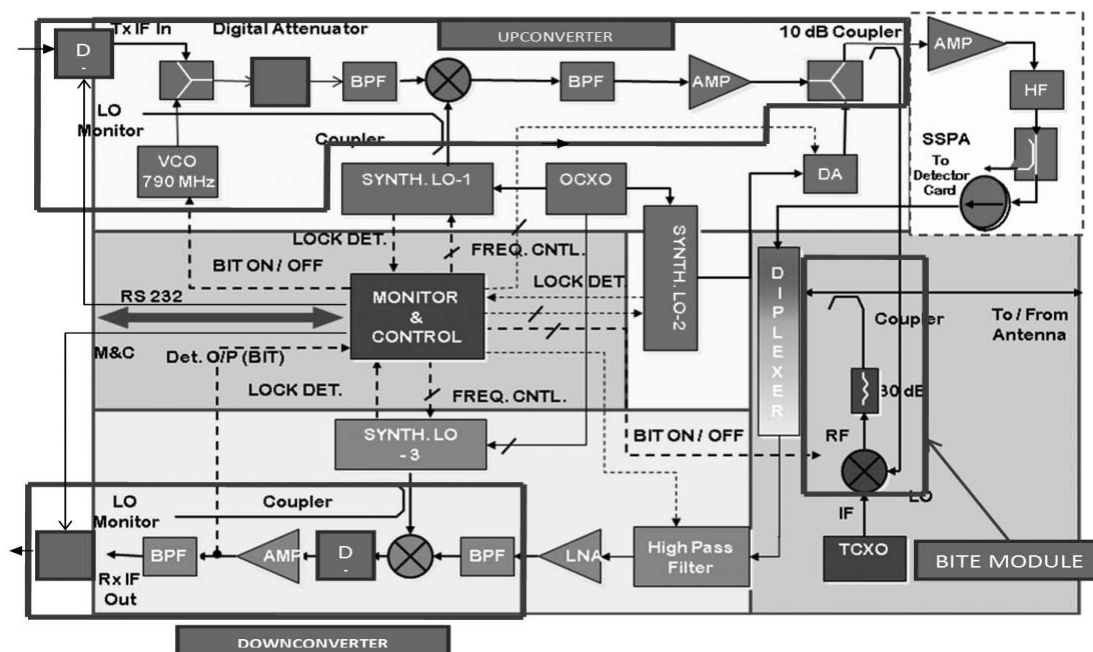 Tx IF In
Digital Attenuator
UPCONVERTER
10 dB Coupler
D
-
BPF
BPF
AMP
AMP
HF
LO
Monitor
Coupler
VCO
790 MHz
SYNTH. LO-1
OCXO
DA
SSPA
To
Detector
Card
LOCK DET.
FREQ. CNTL.
BIT ON / OFF
SYNTH. LO-2
LOCK DET.
DIPLEXER
RS 232
MONITOR
&
CONTROL
Coupler
To / From
Antenna
M&C
Det. O/P (BIT)
LOCK DET.
FREQ. CNTL.
30 dB
SYNTH. LO
- 3
BIT ON / OFF
RF
LO
LO
Monitor
Coupler
IF
BPF
AMP
D
-
BPF
LNA
High Pass
Filter
TCXO
BITE MODULE
Rx IF
Out
DOWNCONVERTER